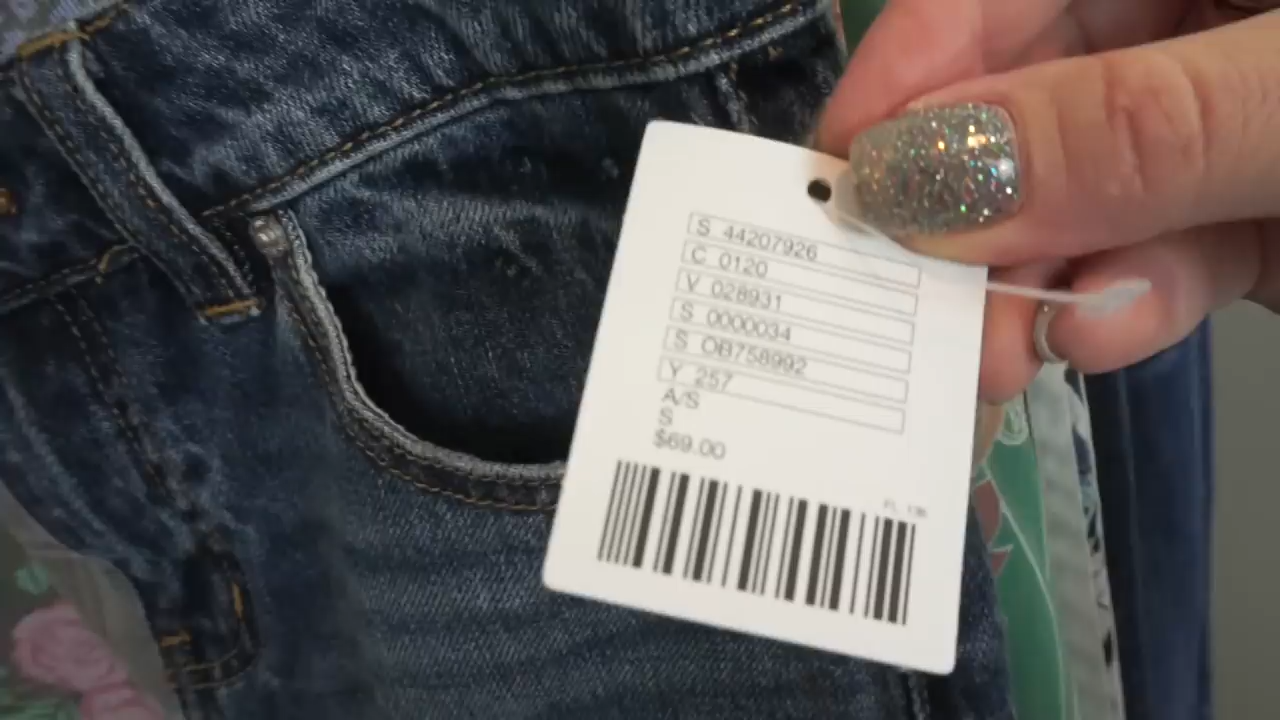 S 44207926
C 0120
V 028931
S 0000034
S OB758992
Y 257
A/S
S
$69.00